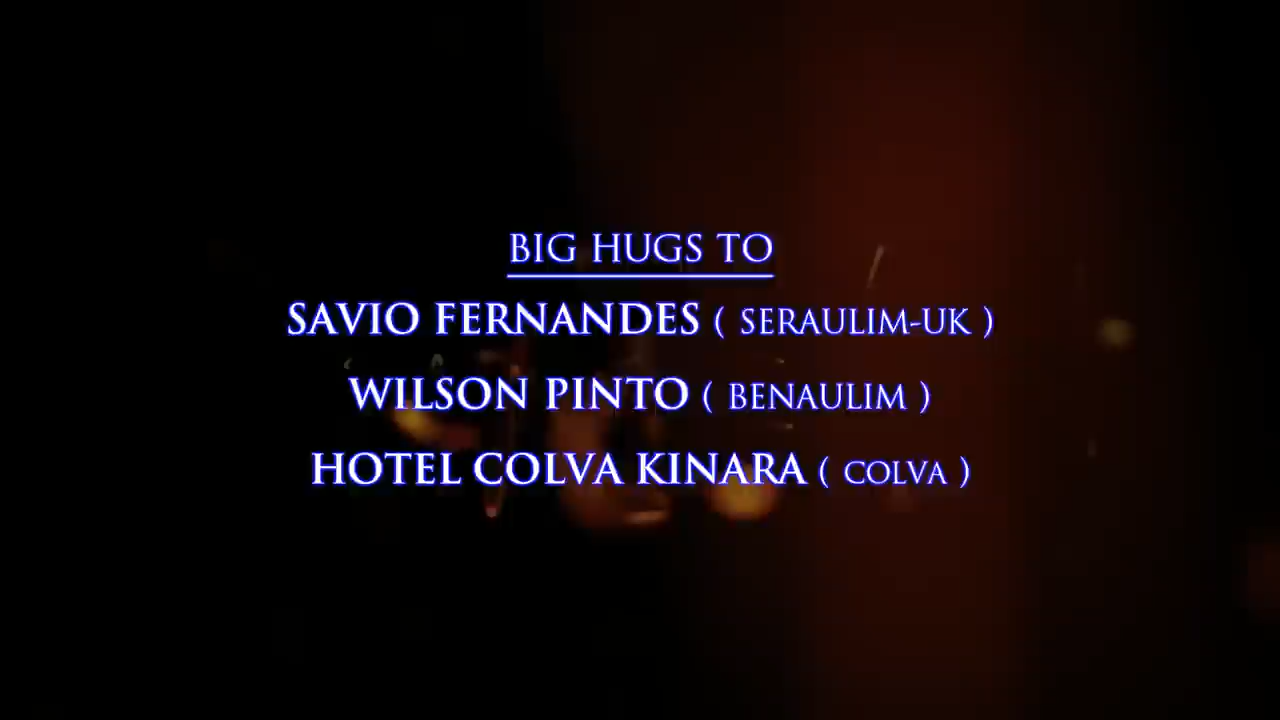 BIG HUGS TO
SAVIO FERNANDES ( SERAULIM-UK )
WILSON PINTO ( BENAULIM )
HOTEL COLVA KINARA ( COLVA )